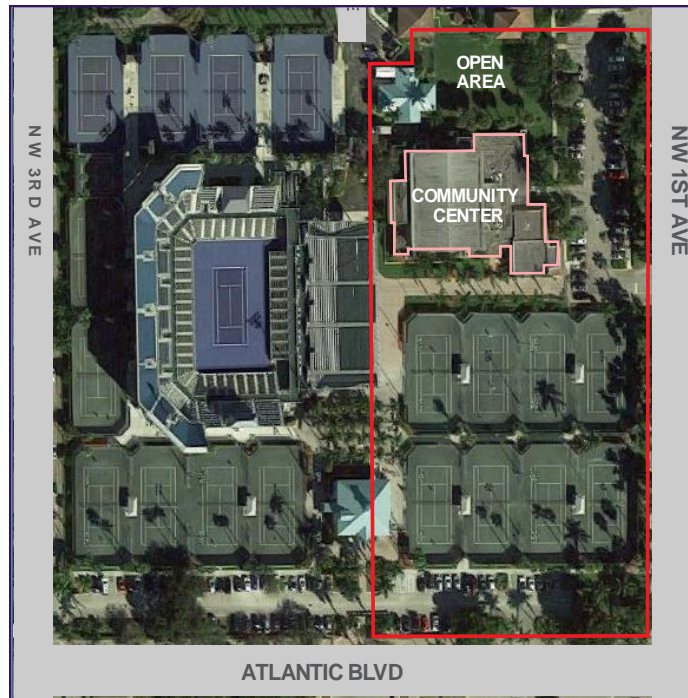 OPEN
AREA
NW 3RD AVE
NW 1ST AVE
COMMUNITY
CENTER
ATLANTIC BLVD